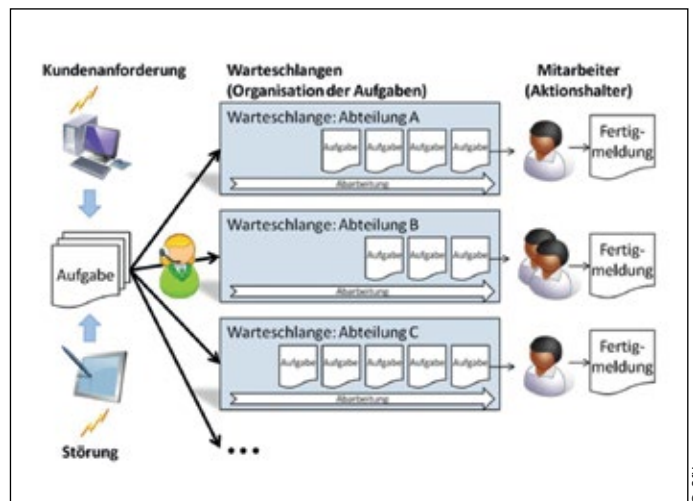 Kundenanforderung
Warteschlangen
(Organisation der Aufgaben)
Mitarbeiter
(Aktionshalter)
Warteschlange: Abteilung A
Aufgabe Aufgabe Aufgabe Aufgabe
Abarbeitung
Fertig-
meldung
Aufgabe
Warteschlange: Abteilung B
Aufgabe Aufgabe Aufgabe
Abarbeitung
Fertig-
meldung
Warteschlange: Abteilung C
Aufgabe Aufgabe Aufgabe Aufgabe Aufgabe
Abarbeitung
Fertig-
meldung
Störung
...